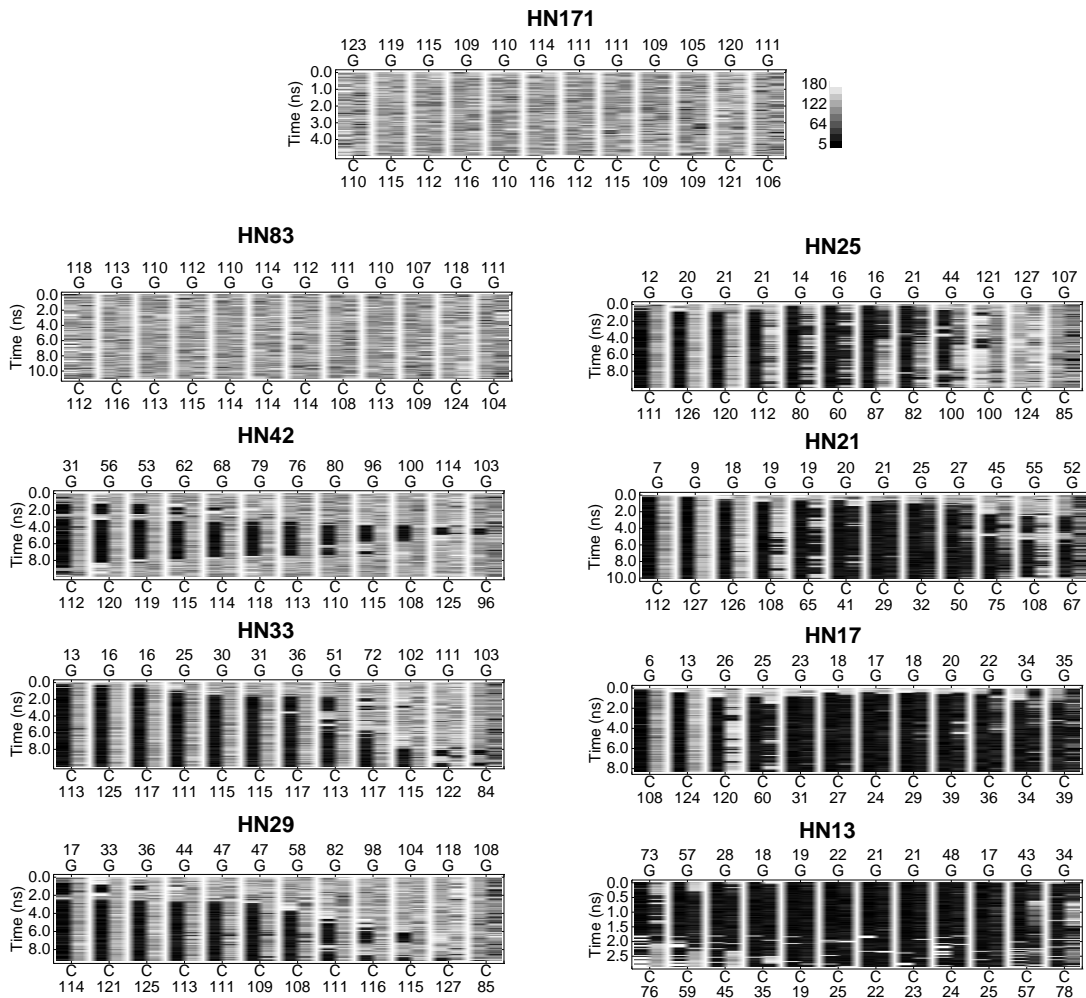 HN171
123 119 115 109 110 114 111 111 109 105 120 111
G G G G G G G G G G G G
Time (ns)
0.0
1.0
2.0
3.0
4.0
180
122
64
5
C C C C C C C C C C C C
110 115 112 116 110 116 112 115 109 109 121 106
HN83
118 113 110 112 110 114 112 111 110 107 118 111
G G G G G G G G G G G G
Time (ns)
0.0
2.0
4.0
6.0
8.0
10.0
C C C C C C C C C C C C
112 116 113 115 114 114 114 108 113 109 124 104
HN42
31 56 53 62 68 79 76 80 96 100 114 103
G G G G G G G G G G G G
Time (ns)
0.0
2.0
4.0
6.0
8.0
C C C C C C C C C C C C
112 120 119 115 114 118 113 110 115 108 125 96
HN33
13 16 16 25 30 31 36 51 72 102 111 103
G G G G G G G G G G G G
Time (ns)
0.0
2.0
4.0
6.0
8.0
C C C C C C C C C C C C
113 125 117 111 115 115 117 113 117 115 122 84
HN29
17 33 36 44 47 47 58 82 98 104 118 108
G G G G G G G G G G G G
Time (ns)
0.0
2.0
4.0
6.0
8.0
C C C C C C C C C C C C
114 121 125 113 111 109 108 111 116 115 127 85
HN25
12 20 21 21 14 16 16 21 44 121 127 107
G G G G G G G G G G G G
Time (ns)
0.0
2.0
4.0
6.0
8.0
C C C C C C C C C C C C
111 126 120 112 80 60 87 82 100 100 124 85
HN21
7 9 18 19 19 20 21 25 27 45 55 52
G G G G G G G G G G G G
Time (ns)
0.0
2.0
4.0
6.0
8.0
10.0
C C C C C C C C C C C C
112 127 126 108 65 41 29 32 50 75 108 67
HN17
6 13 26 25 23 18 17 18 20 22 34 35
G G G G G G G G G G G G
Time (ns)
0.0
2.0
4.0
6.0
8.0
C C C C C C C C C C C C
108 124 120 60 31 27 24 29 39 36 34 39
HN13
73 57 28 18 19 22 21 21 48 17 43 34
G G G G G G G G G G G G
Time (ns)
0.0
0.5
1.0
1.5
2.0
2.5
C C C C C C C C C C C C
76 59 45 35 19 25 22 23 24 25 57 78